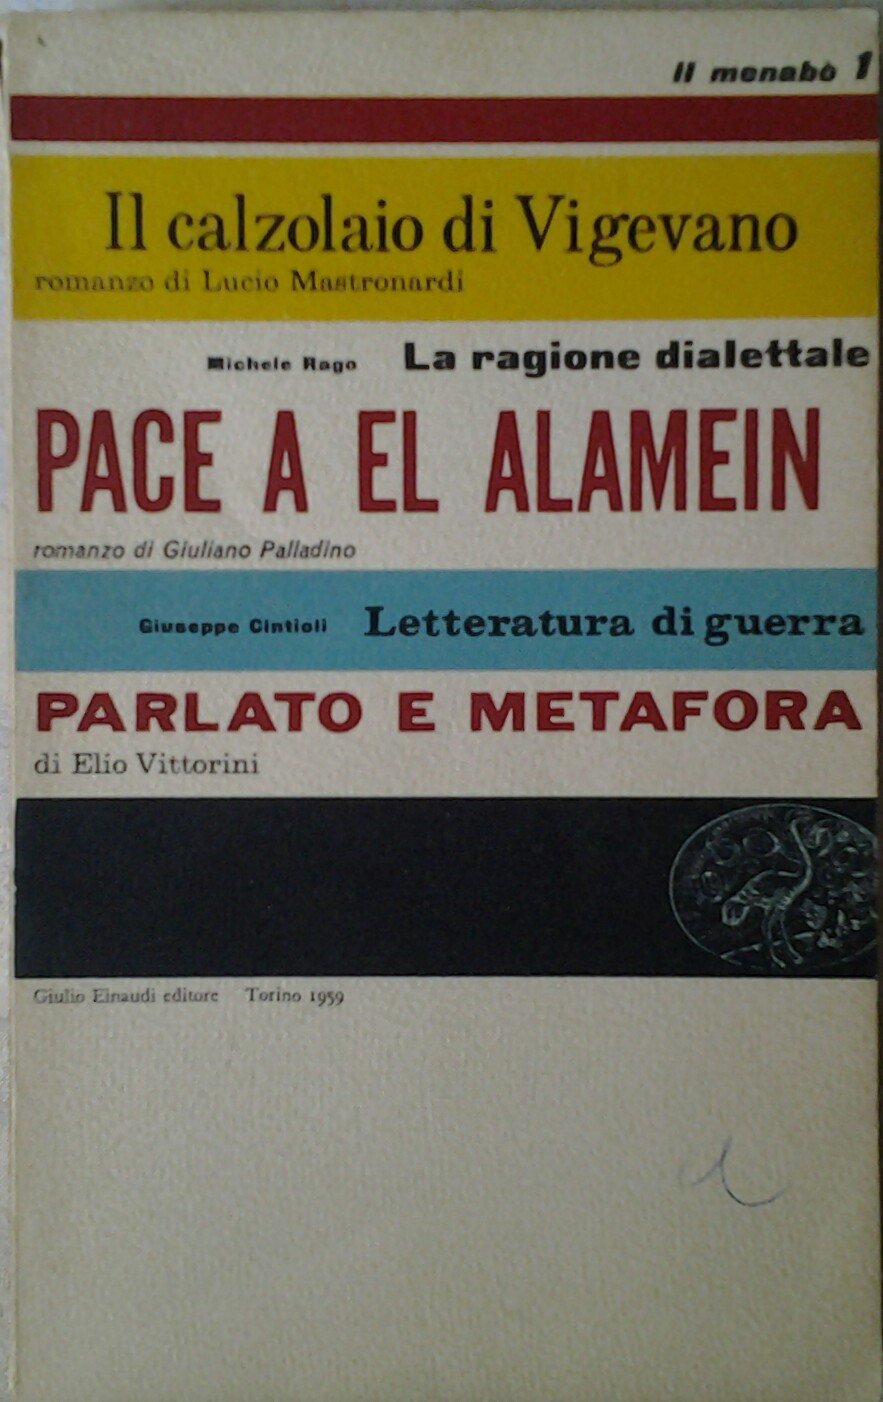 Il menabò 1
Il calzolaio di Vigevano
romanzo di Lucio Mastronardi
Michele Rago La ragione dialettale
PACE A EL ALAMEIN
romanzo di Giuliano Palladino
Giuseppe Cintioli Letteratura di guerra
PARLATO E METAFORA
di Elio Vittorini
Giulio Einaudi editore Torino 1959